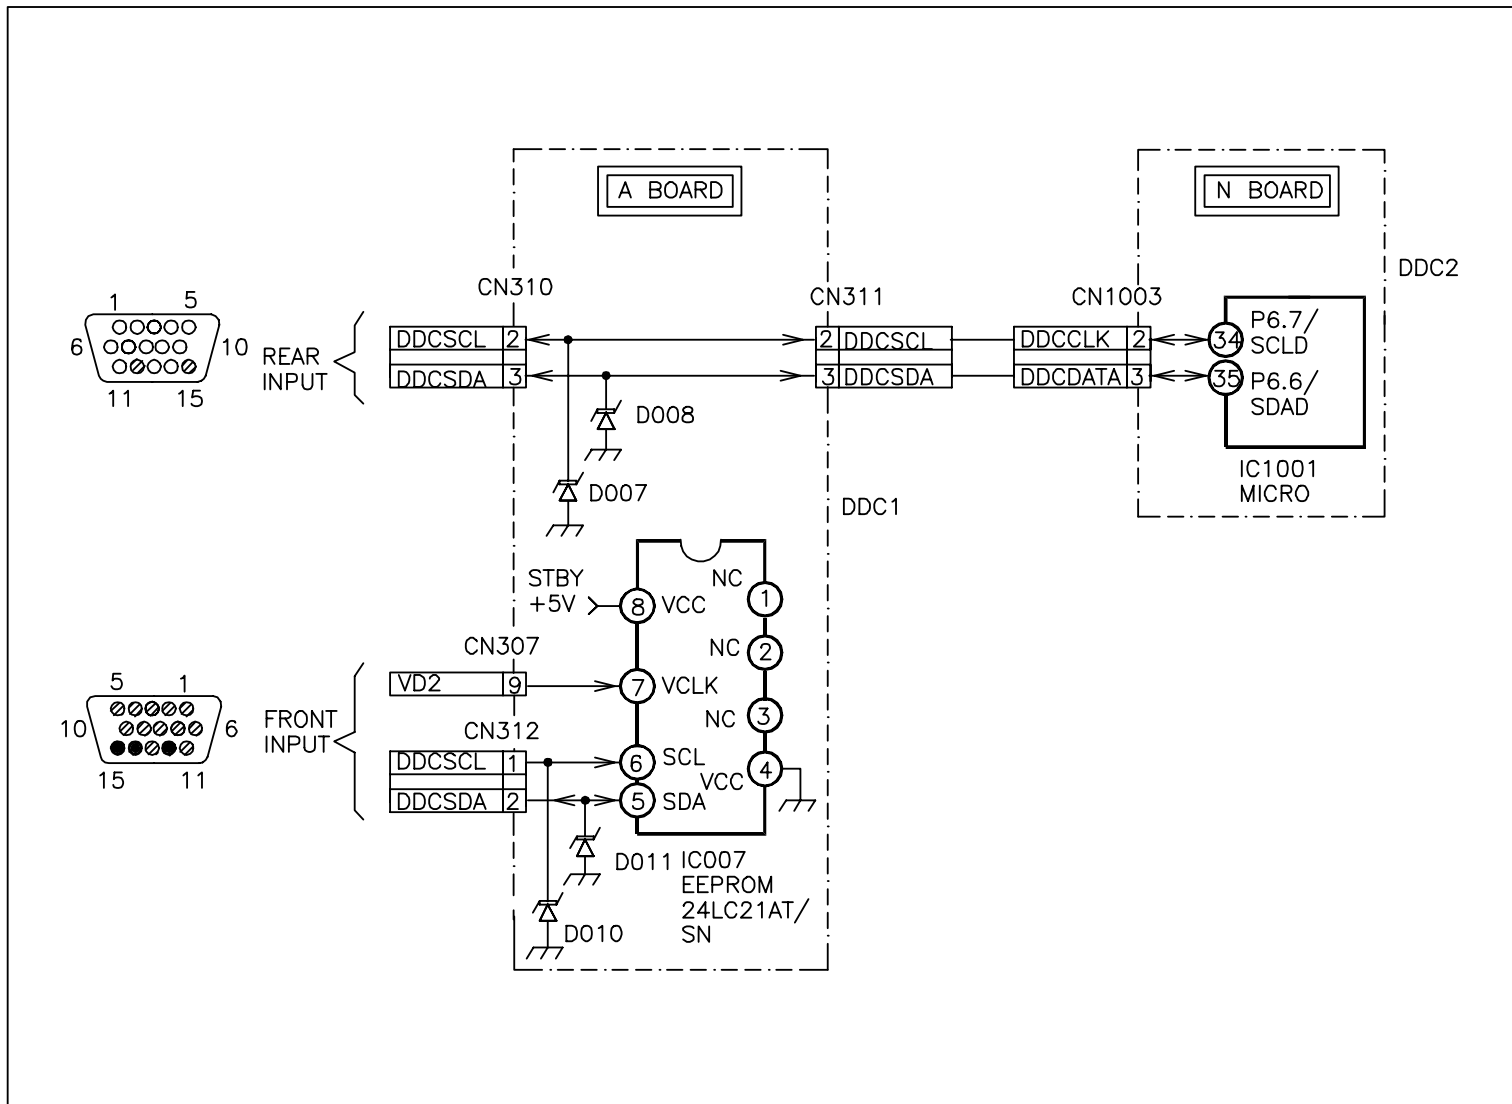 A BOARD
N BOARD
DDC2
CN310
CN311
CN1003
1 5
6 10
11 15
REAR
INPUT
DDCSCL 2
DDCSDA 3
2 DDCSCL
3 DDCSDA
DDCCLK 2
DDCDATA 3
34 P6.7/
SCLD
35 P6.6/
SDAD
IC1001
MICRO
D008
D007
DDC1
STBY
+5V
8 VCC
NC 1
NC 2
CN307
VD2 9
7 VCLK
NC 3
5 1
10 6
15 11
FRONT
INPUT
CN312
DDCSCL 1
DDCSDA 2
6 SCL
VCC 4
5 SDA
D011
D010
IC007
EEPROM
24LC21AT/
SN